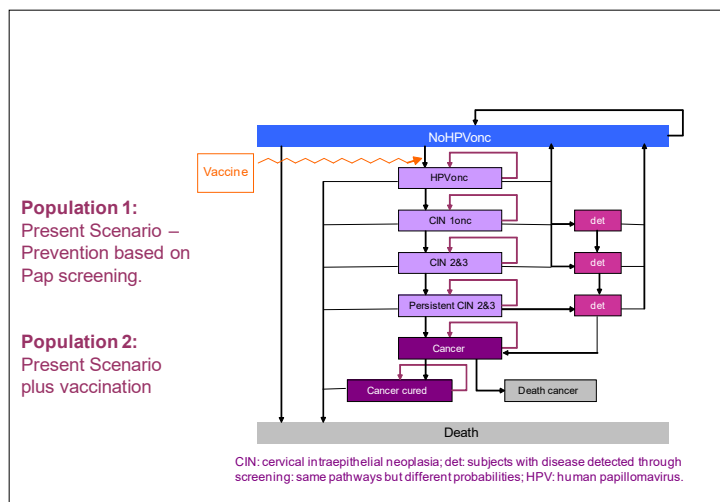 NoHPVonc
Vaccine
HPVonc
Population 1:
Present Scenario –
Prevention based on
Pap screening.
CIN 1onc
det
CIN 2&3
det
Persistent CIN 2&3
det
Population 2:
Present Scenario
plus vaccination
Cancer
Cancer cured
Death cancer
Death
CIN: cervical intraepithelial neoplasia; det: subjects with disease detected through
screening: same pathways but different probabilities; HPV: human papillomavirus.